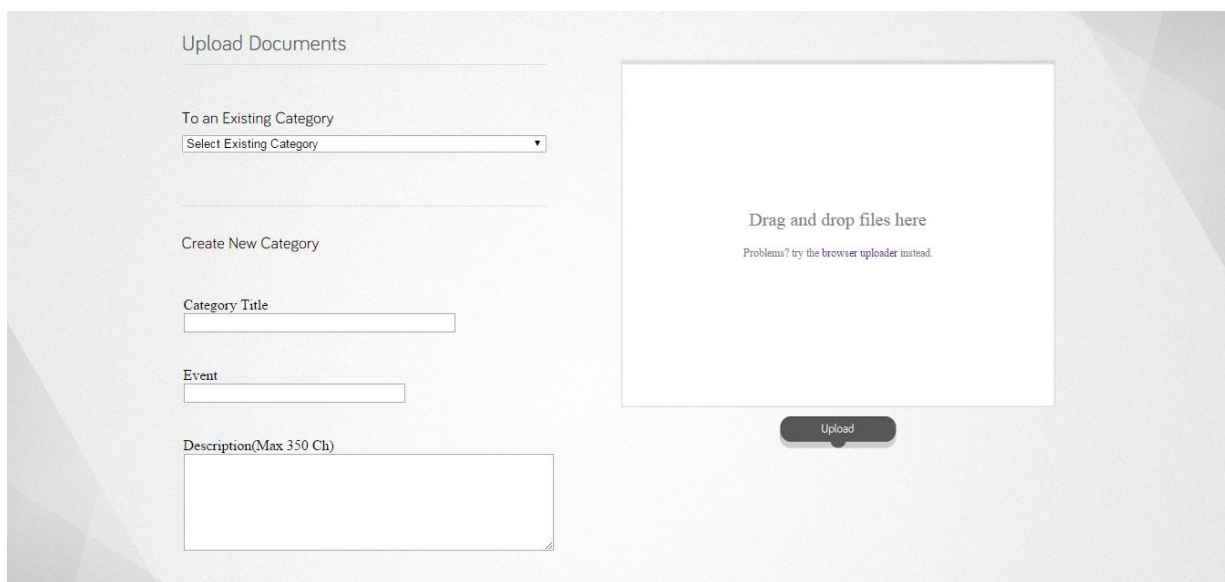 Upload Documents
To an Existing Category
Select Existing Category
Create New Category
Category Title
Event
Description(Max 350 Ch)
Drag and drop files here
Problems? try the browser uploader instead.
Upload